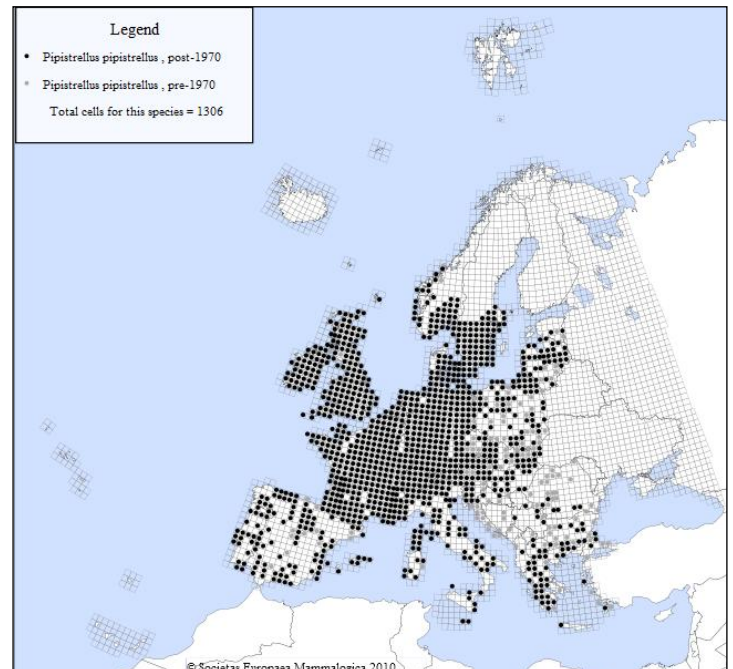 Legend
Pipistrellus pipistrellus , post-1970
Pipistrellus pipistrellus , pre-1970
Total cells for this species = 1306
© Societas Europaea Mammalogica 2010